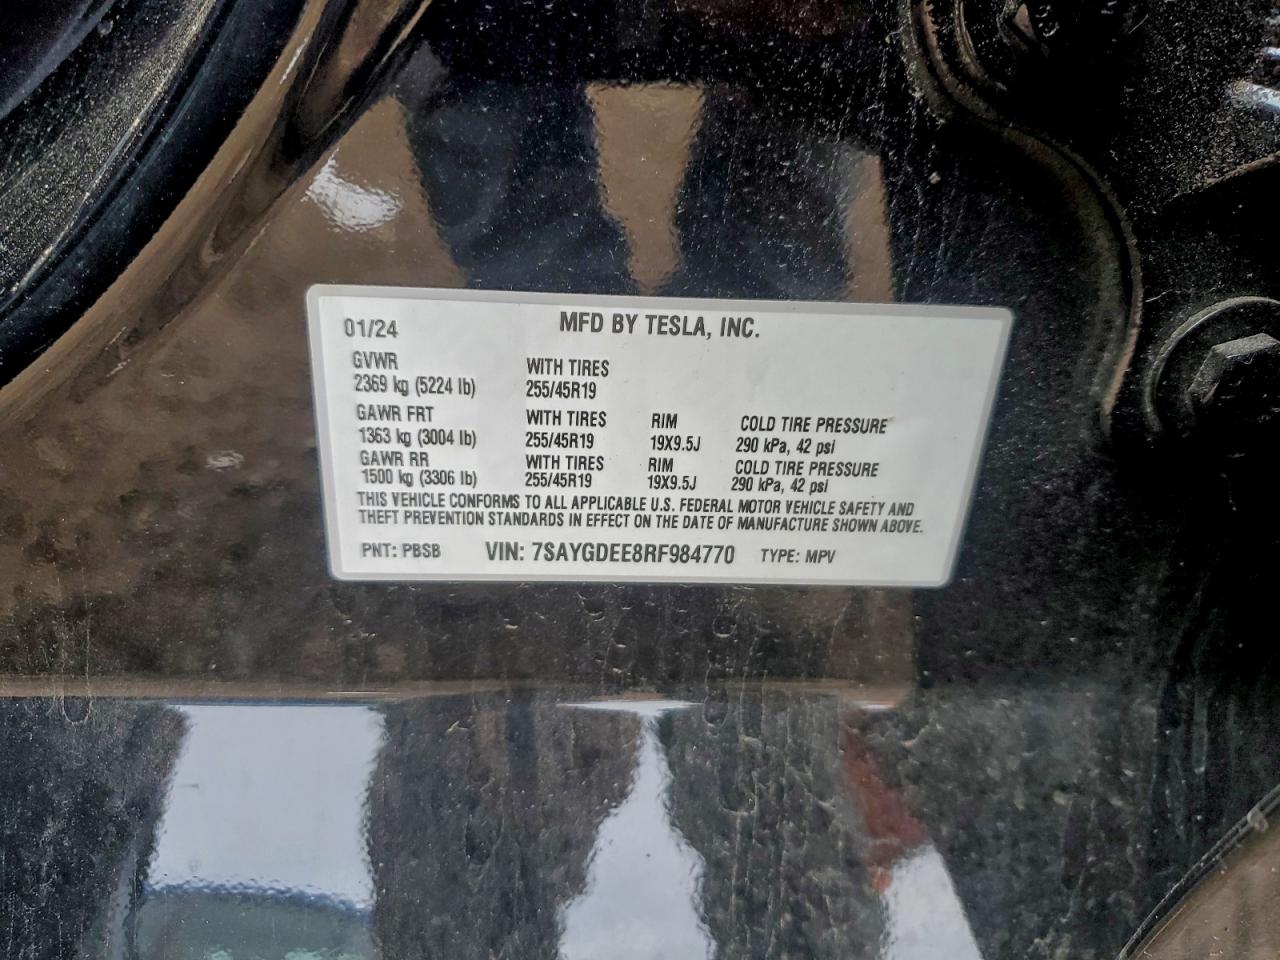 01/24 MFD BY TESLA, INC.
GVWR WITH TIRES
2369 kg (5224 lb) 255/45R19
GAWR FRT WITH TIRES RIM COLD TIRE PRESSURE
1363 kg (3004 lb) 255/45R19 19X9.5J 290 kPa, 42 psi
GAWR RR WITH TIRES RIM COLD TIRE PRESSURE
1500 kg (3306 lb) 255/45R19 19X9.5J 290 kPa, 42 psi
THIS VEHICLE CONFORMS TO ALL APPLICABLE U.S. FEDERAL MOTOR VEHICLE SAFETY AND
THEFT PREVENTION STANDARDS IN EFFECT ON THE DATE OF MANUFACTURE SHOWN ABOVE.
PNT: PBSB VIN: 7SAYGDEE8RF984770 TYPE: MPV